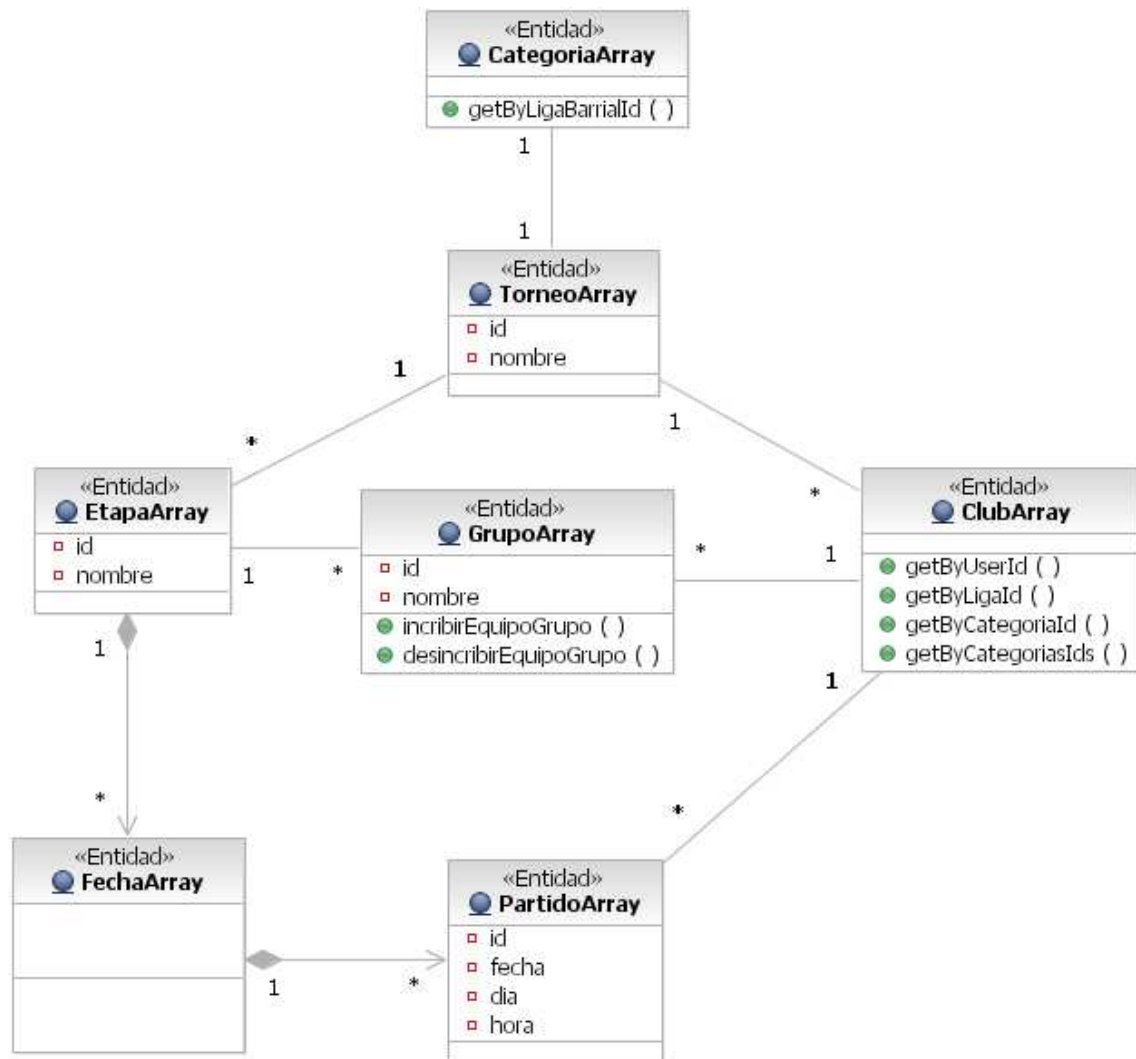 «Entidad»
CategoriaArray
getByLigaBarrialId ( )
1
1
«Entidad»
TorneoArray
id
nombre
1
*
1
*
«Entidad»
EtapaArray
id
nombre
1
*
«Entidad»
GrupoArray
id
nombre
incribirEquipoGrupo ( )
desincribirEquipoGrupo ( )
*
1
«Entidad»
ClubArray
getByUserId ( )
getByLigaId ( )
getByCategoriaId ( )
getByCategoriasIds ( )
1
*
1
*
«Entidad»
FechaArray
1
*
«Entidad»
PartidoArray
id
fecha
dia
hora